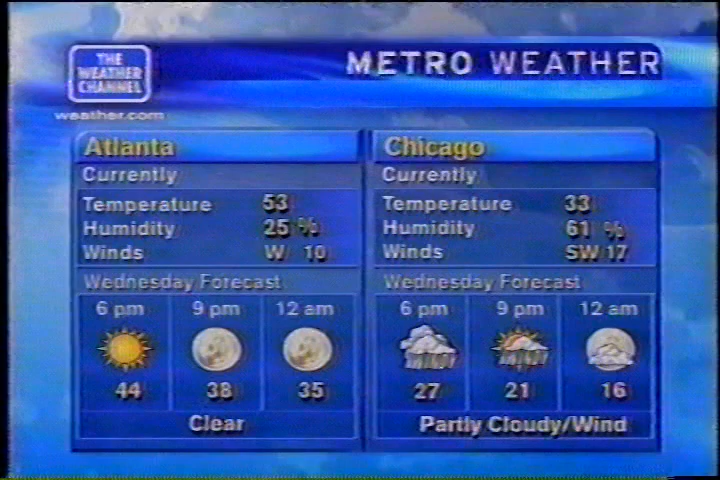 THE
WEATHER
CHANNEL
METRO WEATHER
weather.com
Atlanta
Currently
Temperature 53
Humidity 25 %
Winds W 10
Wednesday Forecast
6 pm 9 pm 12 am
44 38 35
Clear
Chicago
Currently
Temperature 33
Humidity 61 %
Winds SW 17
Wednesday Forecast
6 pm 9 pm 12 am
27 21 16
Partly Cloudy/Wind